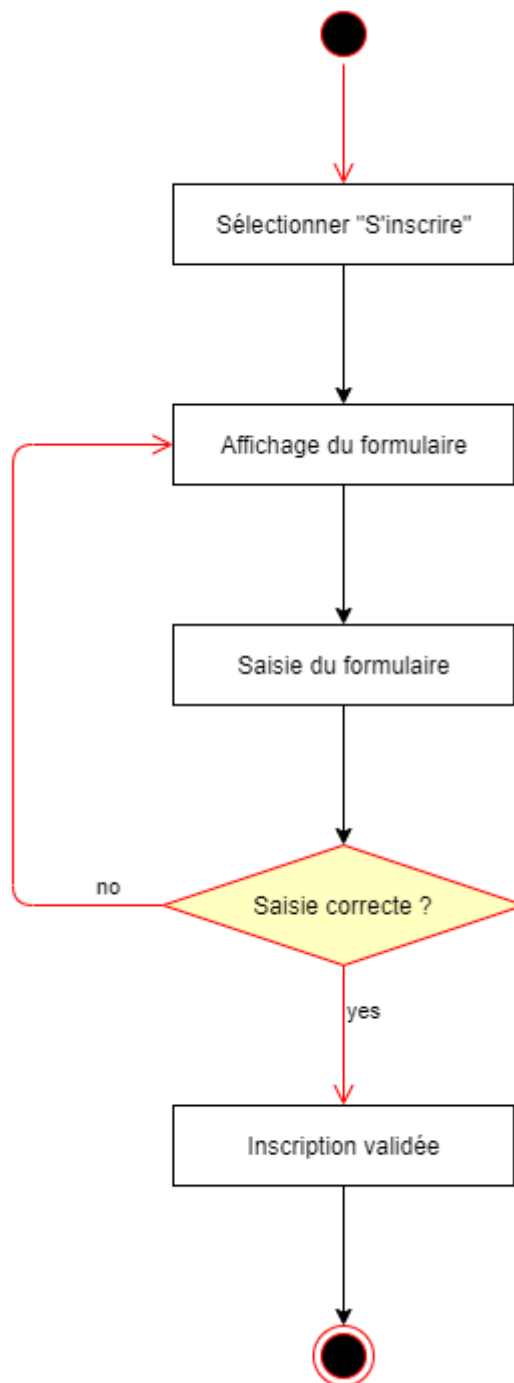 Sélectionner "S'inscrire"
Affichage du formulaire
Saisie du formulaire
no
Saisie correcte ?
yes
Inscription validée